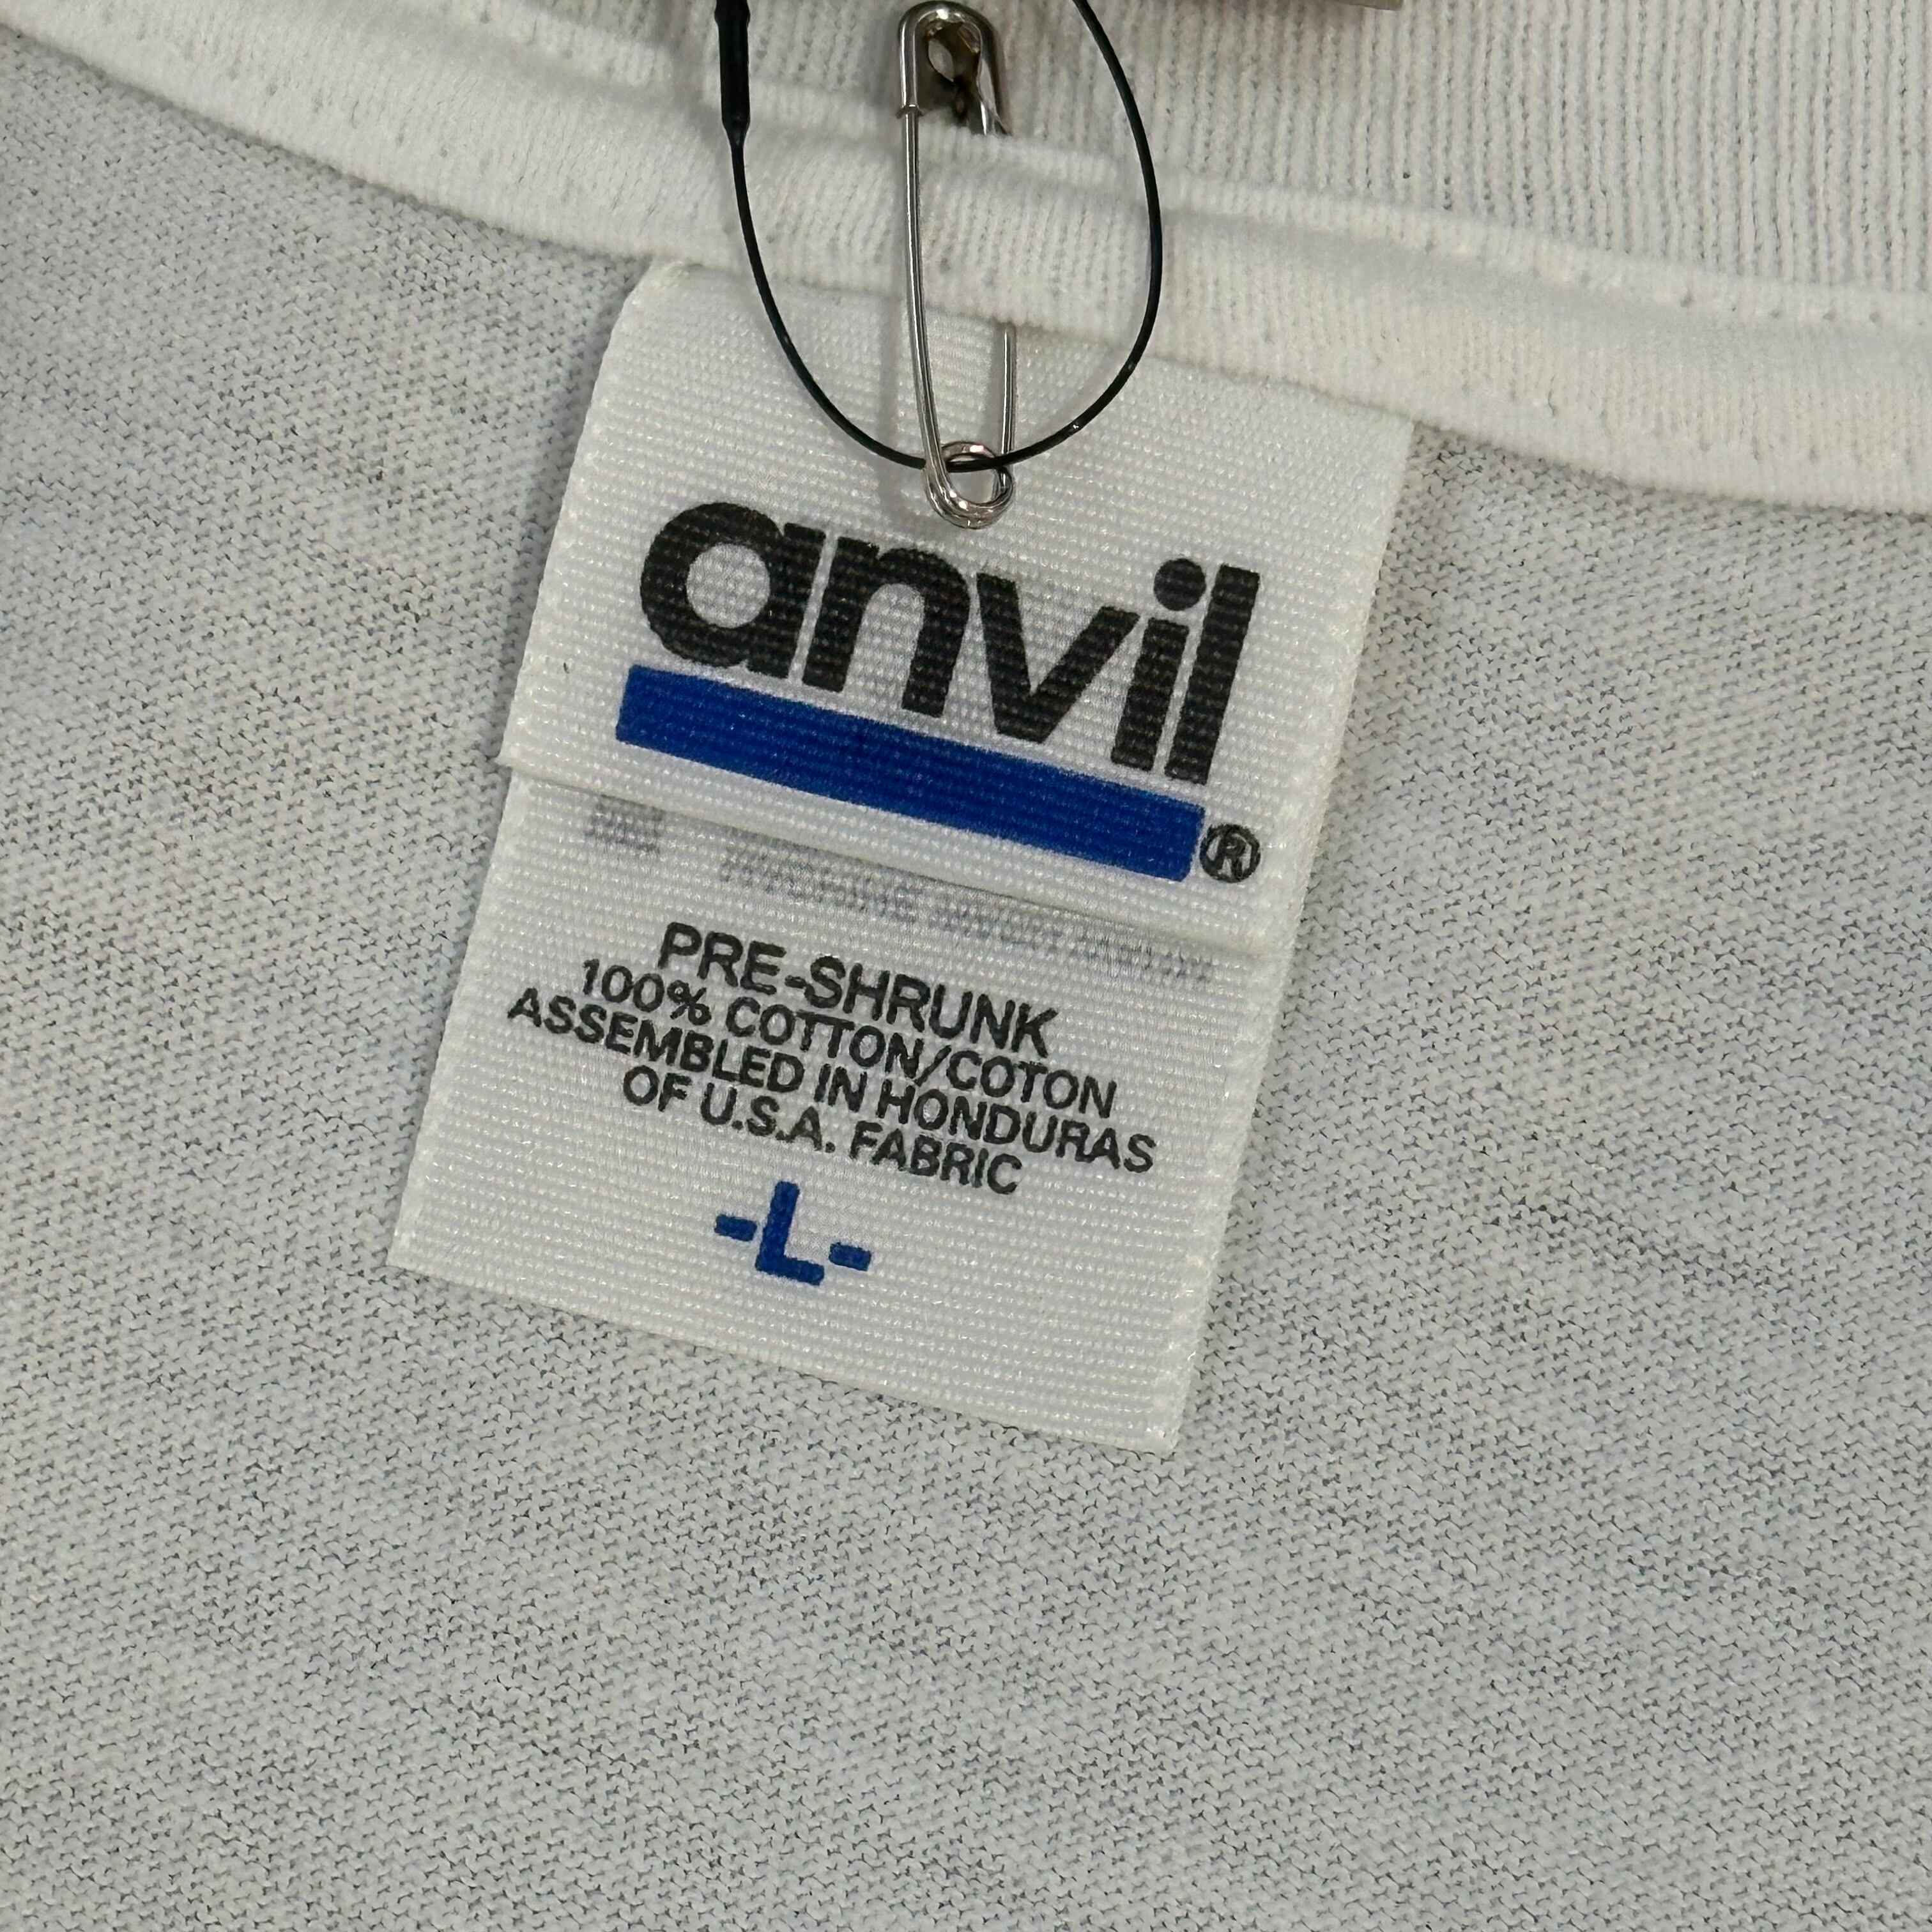 anvil
®
PRE-SHRUNK
100% COTTON/COTON
ASSEMBLED IN HONDURAS
OF U.S.A. FABRIC
-L-